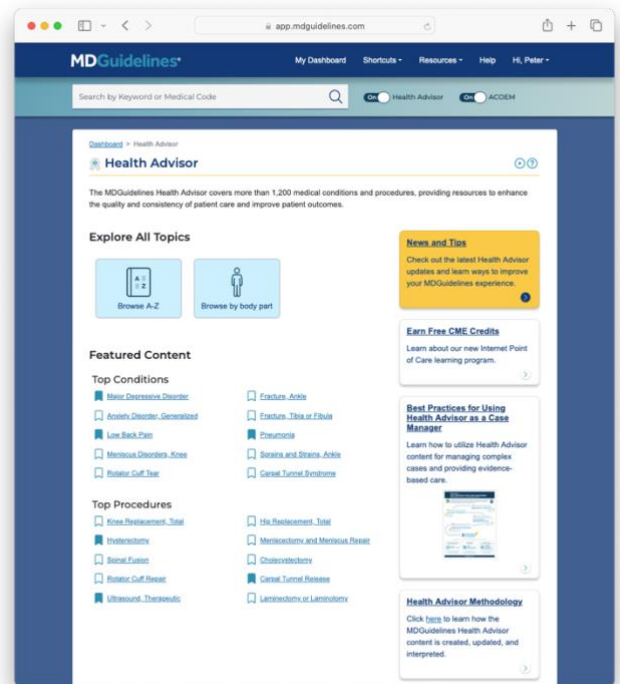 app.mdguidelines.com
MDGuidelines®
My Dashboard Shortcuts Resources Help Hi, Peter
Search by Keyword or Medical Code
On Health Advisor
On ACOEM
Dashboard > Health Advisor
Health Advisor
The MDGuidelines Health Advisor covers more than 1,200 medical conditions and procedures, providing resources to enhance
the quality and consistency of patient care and improve patient outcomes.
Explore All Topics
A
Z
Browse A-Z
Browse by body part
Featured Content
Top Conditions
Major Depressive Disorder
Anxiety Disorder, Generalized
Low Back Pain
Meniscus Disorders, Knee
Rotator Cuff Tear
Fracture, Ankle
Fracture, Tibia or Fibula
Pneumonia
Sprains and Strains, Ankle
Carpal Tunnel Syndrome
Top Procedures
Knee Replacement, Total
Hysterectomy
Spinal Fusion
Rotator Cuff Repair
Ultrasound, Therapeutic
Hip Replacement, Total
Meniscectomy and Meniscus Repair
Cholecystectomy
Carpal Tunnel Release
Laminectomy or Laminotomy
News and Tips
Check out the latest Health Advisor
updates and learn ways to improve
your MDGuidelines experience.
Earn Free CME Credits
Learn about our new Internet Point
of Care learning program.
Best Practices for Using
Health Advisor as a Case
Manager
Learn how to utilize Health Advisor
content for managing complex
cases and providing evidence-
based care.
Health Advisor Methodology
Click here to learn how the
MDGuidelines Health Advisor
content is created, updated, and
interpreted.